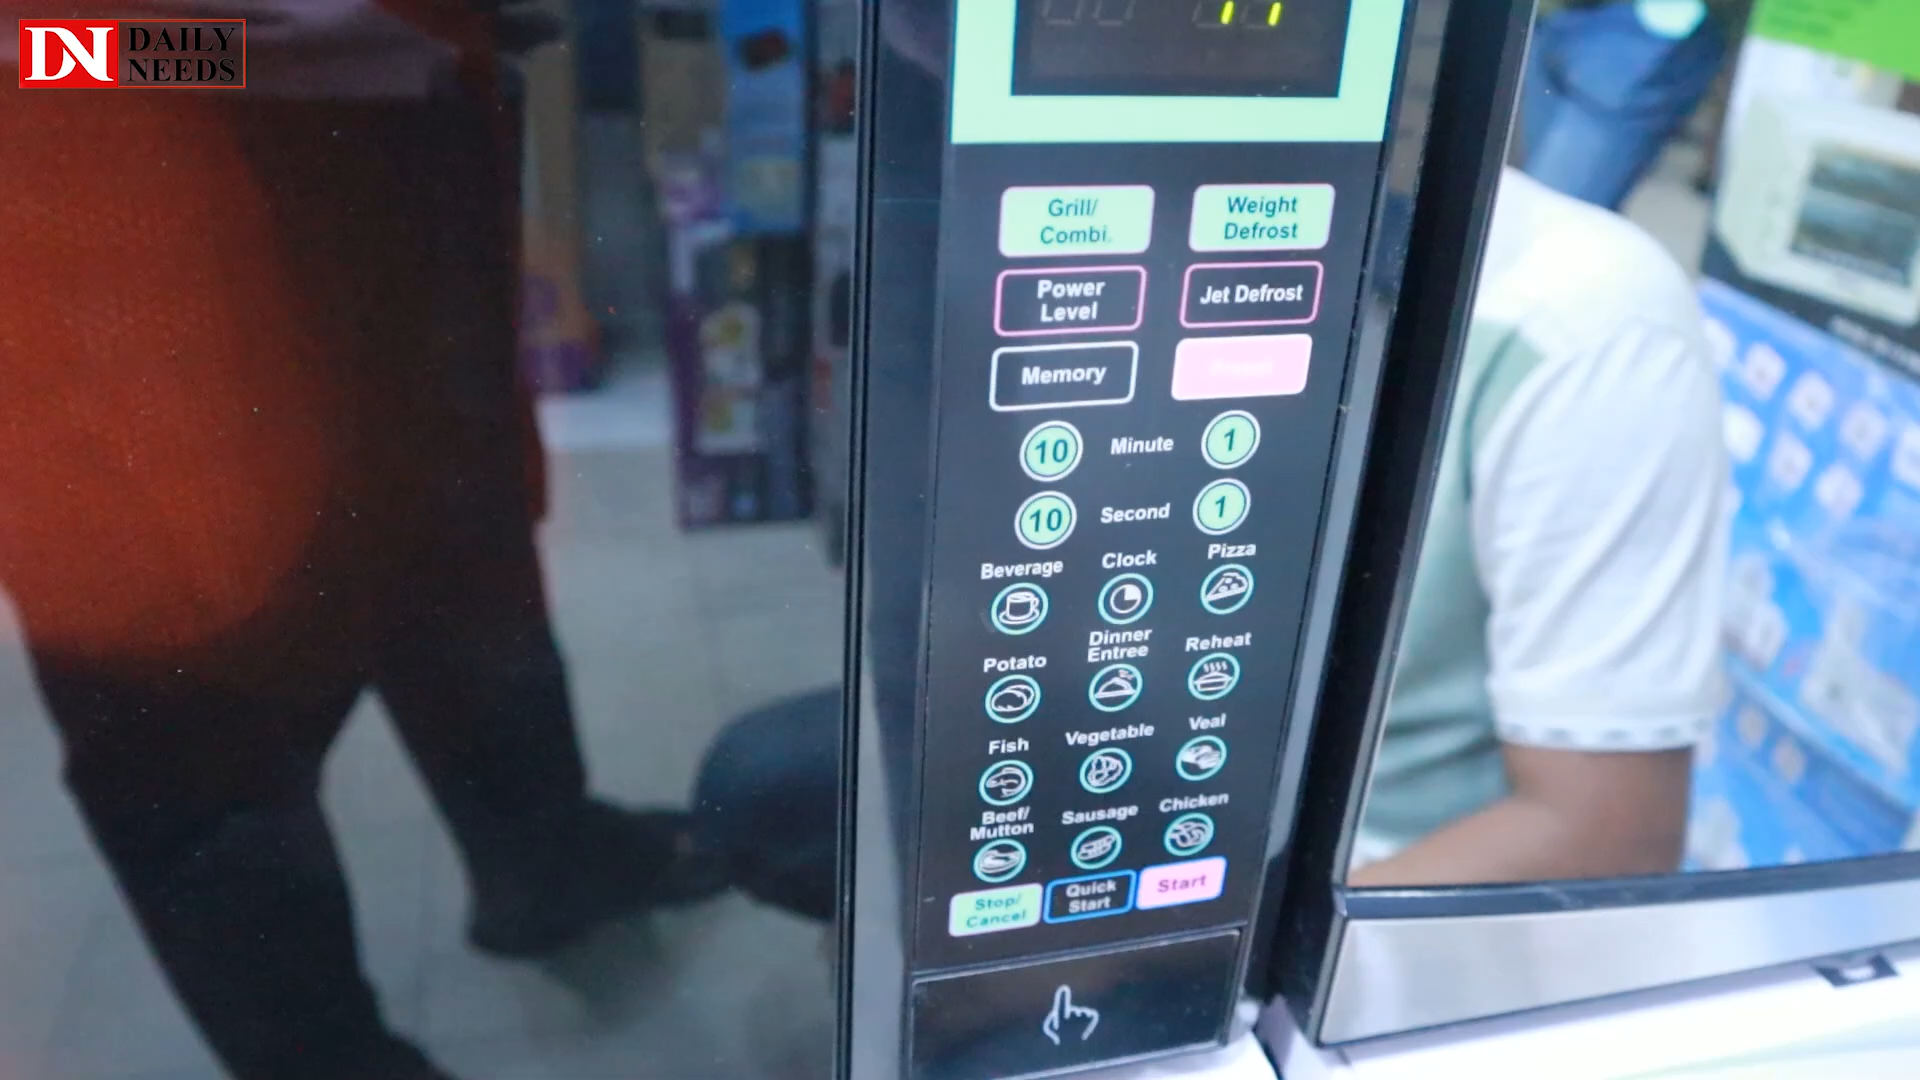 DN DAILY
NEEDS
11
Grill/
Combi.
Weight
Defrost
Power
Level
Jet Defrost
Memory
10 Minute 1
10 Second 1
Beverage Clock Pizza
Potato Dinner
Entree Reheat
Fish Vegetable Veal
Beef/
Mutton Sausage Chicken
Stop/
Cancel
Quick
Start
Start